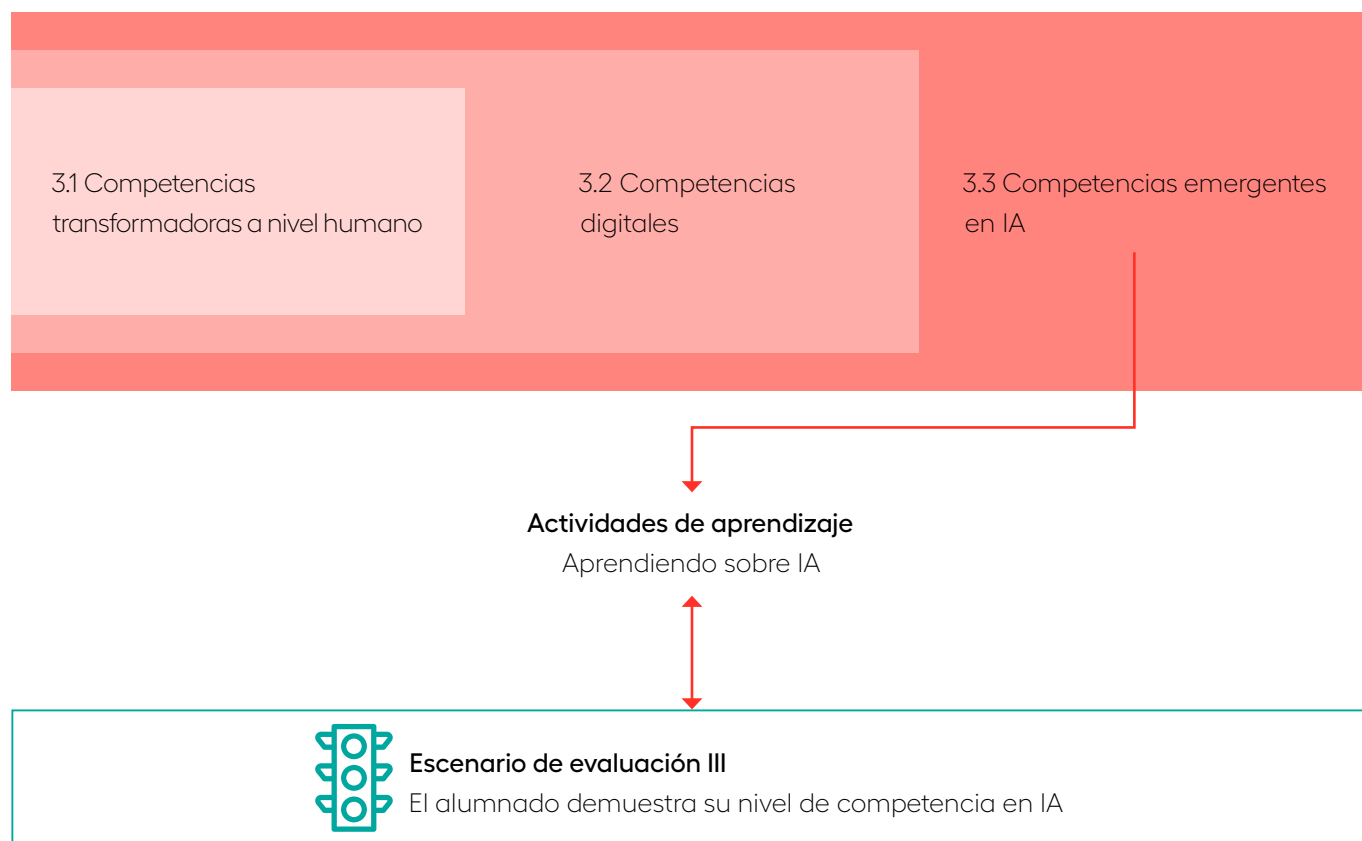 3.1 Competencias
transformadoras a nivel humano
3.2 Competencias
digitales
3.3 Competencias emergentes
en IA
Actividades de aprendizaje
Aprendiendo sobre IA
Escenario de evaluación III
El alumnado demuestra su nivel de competencia en IA